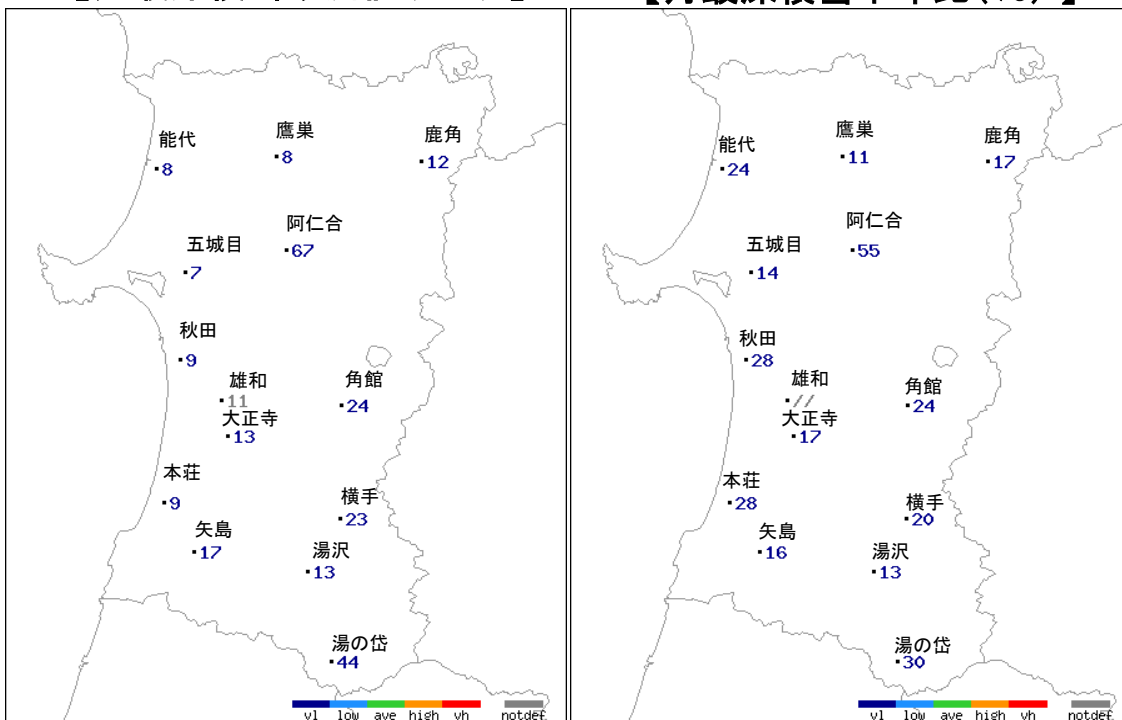 【月最深積雪平年比(%)】
能代
8
鷹巣
8
鹿角
12
阿仁合
67
五城目
7
秋田
9
雄和
11
大正寺
13
角館
24
本荘
9
横手
23
矢島
17
湯沢
13
湯の岱
44
vl low ave high vh notdef
能代
24
鷹巣
11
鹿角
17
阿仁合
55
五城目
14
秋田
28
雄和
//
大正寺
17
角館
24
本荘
28
横手
20
矢島
16
湯沢
13
湯の岱
30
vl low ave high vh notdef